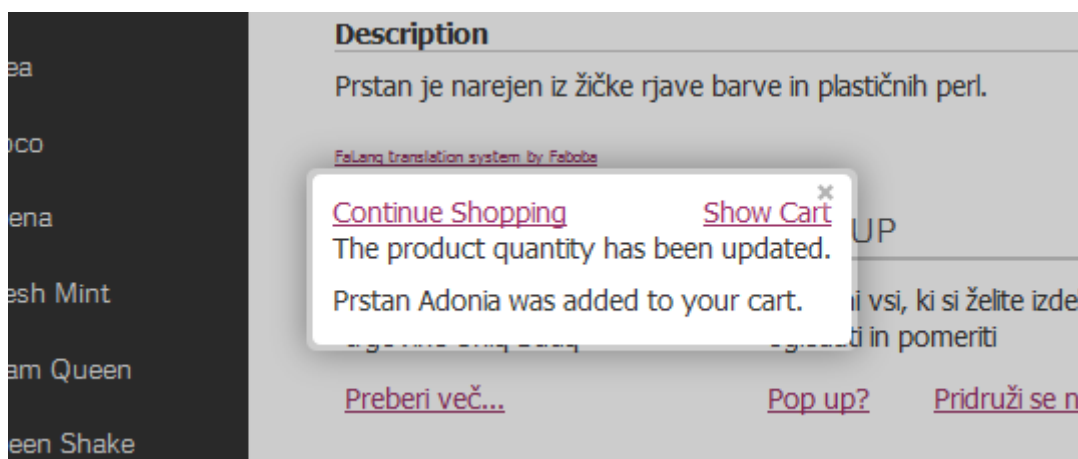 Description
ea
Prstan je narejen iz žičke rjave barve in plastičnih perl.
oco
FaLang translation system by Faboba
Continue Shopping Show Cart
ena
UP
The product quantity has been updated.
esh Mint
Prstan Adonia was added to your cart.
vsi, ki si želite izde
in pomeriti
am Queen
Preberi več... Pop up? Pridruži se n
een Shake